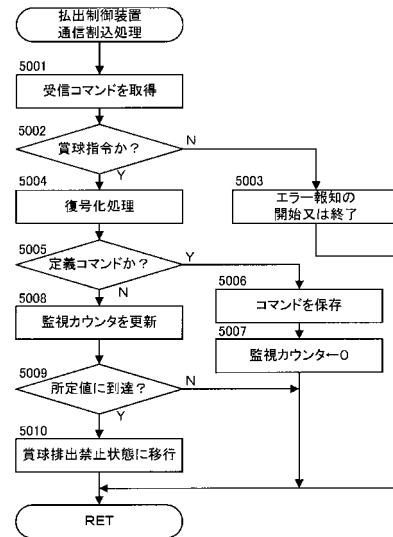 払出制御装置
通信割込処理
5001
受信コマンドを取得
5002
賞球指令か？
N
Y
5003
エラー報知の
開始又は終了
5004
復号化処理
5005
定義コマンドか？
Y
N
5006
コマンドを保存
5007
監視カウンタ←0
5008
監視カウンタを更新
5009
所定値に到達？
N
Y
5010
賞球排出禁止状態に移行
RET